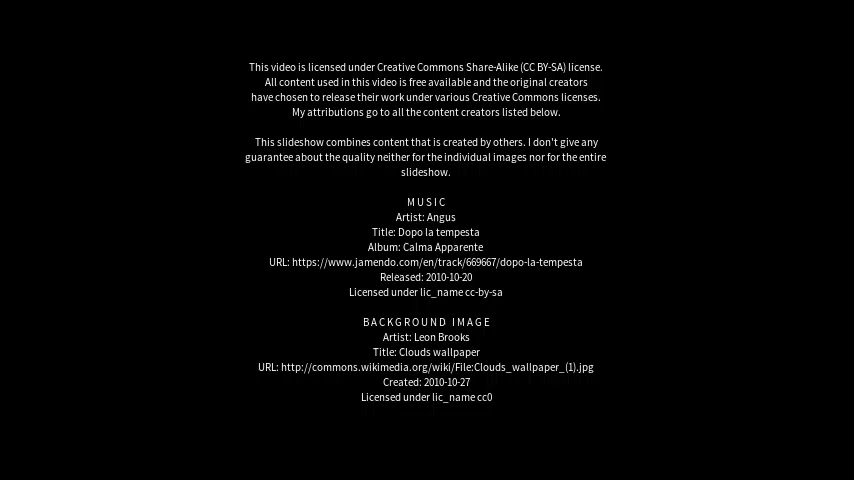 This video is licensed under Creative Commons Share-Alike (CC BY-SA) license.
All content used in this video is free available and the original creators
have chosen to release their work under various Creative Commons licenses.
My attributions go to all the content creators listed below.
This slideshow combines content that is created by others. I don't give any
guarantee about the quality neither for the individual images nor for the entire
slideshow.
MUSIC
Artist: Angus
Title: Dopo la tempesta
Album: Calma Apparente
URL: https://www.jamendo.com/en/track/669667/dopo-la-tempesta
Released: 2010-10-20
Licensed under lic_name cc-by-sa
BACKGROUND IMAGE
Artist: Leon Brooks
Title: Clouds wallpaper
URL: http://commons.wikimedia.org/wiki/File:Clouds_wallpaper_(1).jpg
Created: 2010-10-27
Licensed under lic_name cc0